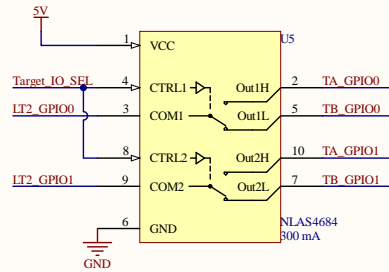 5V
U5
1 VCC
Target_IO_SEL 4 CTRL1 Out1H 2 TA_GPIO0
LT2_GPIO0 3 COM1 Out1L 5 TB_GPIO0
8 CTRL2 Out2H 10 TA_GPIO1
LT2_GPIO1 9 COM2 Out2L 7 TB_GPIO1
6 GND
NLAS4684
300 mA
GND